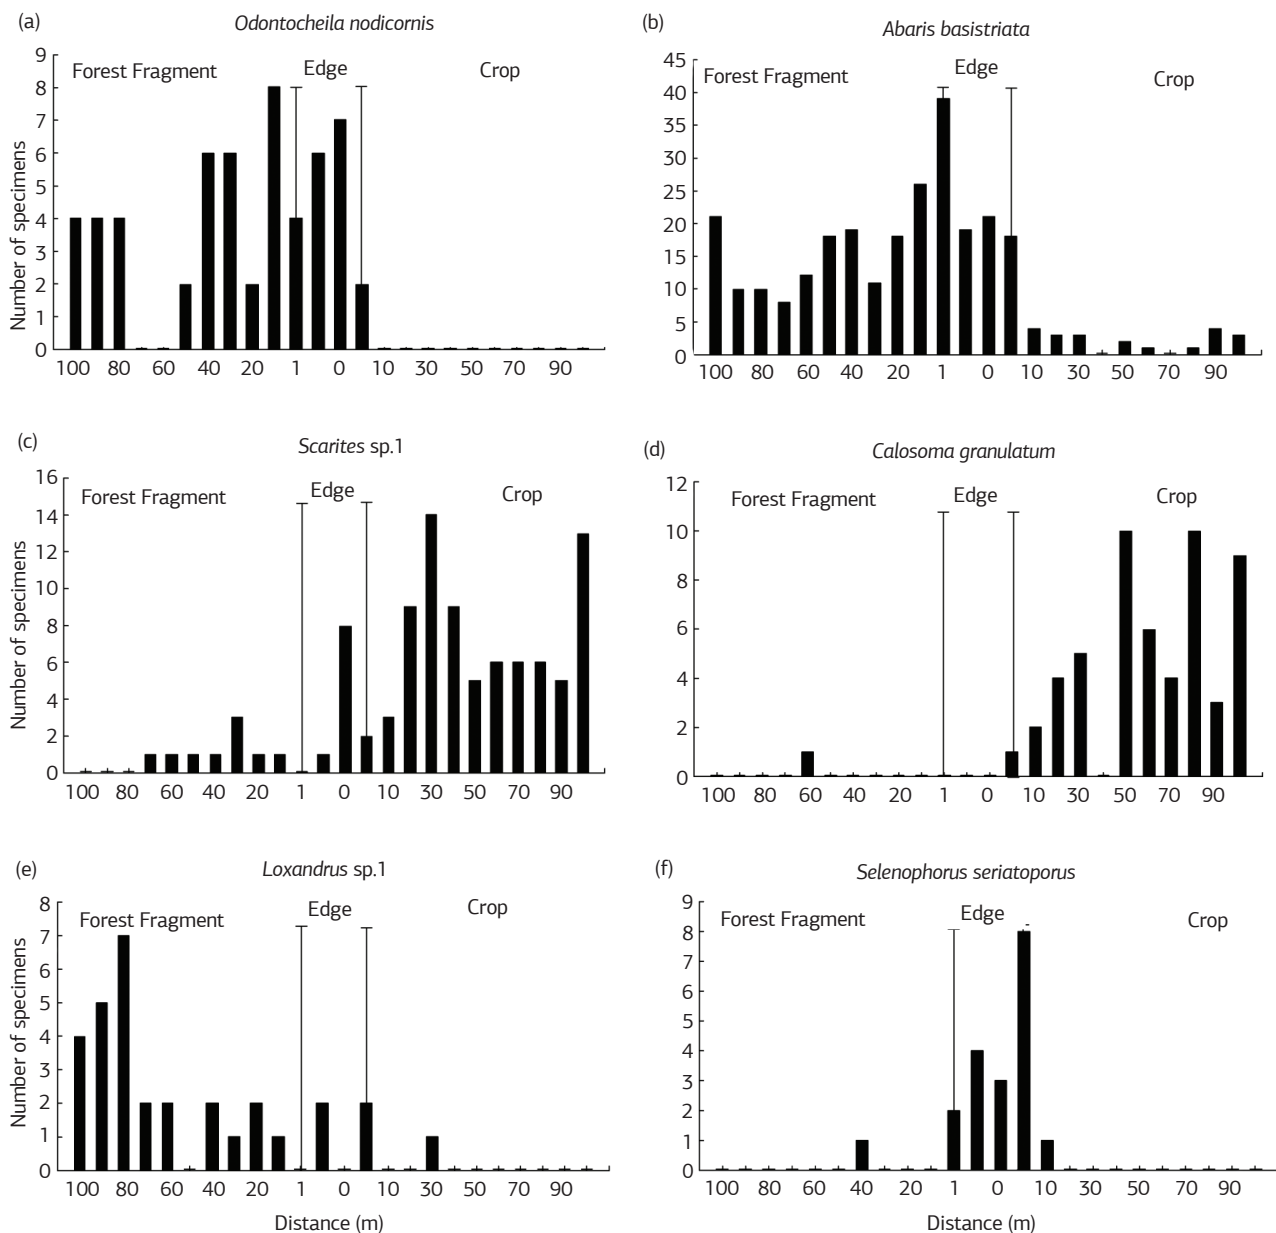 (a)
Odontocheila nodicornis
Number of specimens
9
8
7
6
5
4
3
2
1
0
Forest Fragment Edge Crop
100 80 60 40 20 1 0 10 30 50 70 90
(b)
Abaris basistriata
45
40
35
30
25
20
15
10
5
0
Forest Fragment Edge Crop
100 80 60 40 20 1 0 10 30 50 70 90
(c)
Scarites sp.1
Number of specimens
16
14
12
10
8
6
4
2
0
Forest Fragment Edge Crop
100 80 60 40 20 1 0 10 30 50 70 90
(d)
Calosoma granulatum
12
10
8
6
4
2
0
Forest Fragment Edge Crop
100 80 60 40 20 1 0 10 30 50 70 90
(e)
Loxandrus sp.1
Number of specimens
8
7
6
5
4
3
2
1
0
Forest Fragment Edge Crop
100 80 60 40 20 1 0 10 30 50 70 90
Distance (m)
(f)
Selenophorus seriatoporus
9
8
7
6
5
4
3
2
1
0
Forest Fragment Edge Crop
100 80 60 40 20 1 0 10 30 50 70 90
Distance (m)